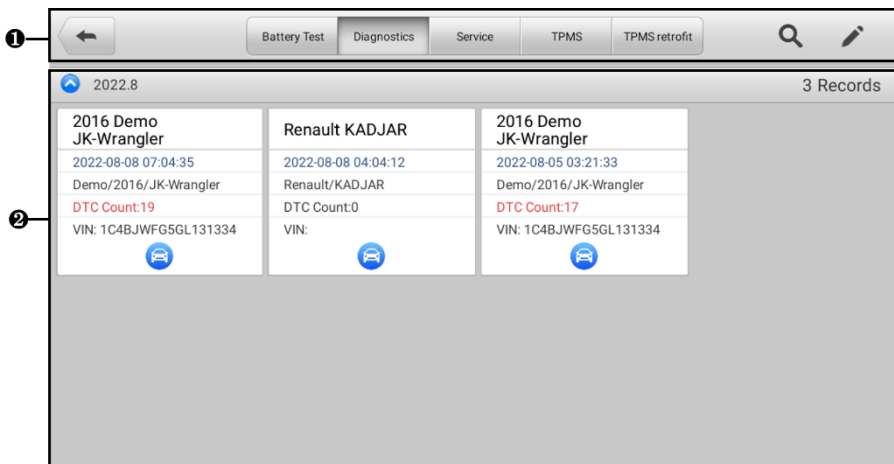 ❶
Battery Test Diagnostics Service TPMS TPMS retrofit
2022.8 3 Records
❷
2016 Demo
JK-Wrangler
2022-08-08 07:04:35
Demo/2016/JK-Wrangler
DTC Count:19
VIN: 1C4BJWFG5GL131334
Renault KADJAR
2022-08-08 04:04:12
Renault/KADJAR
DTC Count:0
VIN:
2016 Demo
JK-Wrangler
2022-08-05 03:21:33
Demo/2016/JK-Wrangler
DTC Count:17
VIN: 1C4BJWFG5GL131334